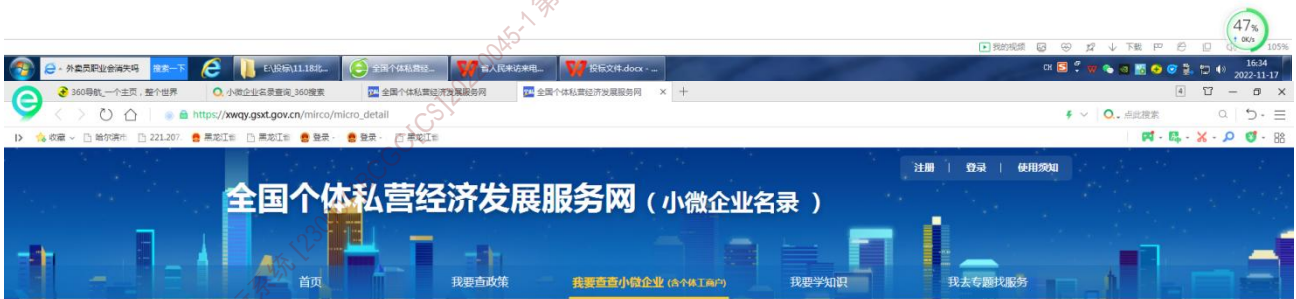 47%
↑ 0K/s
我的视频 下载 105%
外卖员职业会消失吗 搜索一下 E:\投标\11.18北... 全国个体私营经... 省人民来访来电... 投标文件.docx - ... CH 16:34
2022-11-17
360导航_一个主页，整个世界 小微企业名录查询_360搜索 全国个体私营经济发展服务网 全国个体私营经济发展服务网 × + 4
https://xwqy.gsxt.gov.cn/mirco/micro_detail 点此搜索
收藏 哈尔滨市 221.207. 黑龙江省 黑龙江省 登录 - 登录 - 黑龙江省
注册 | 登录 | 使用须知
全国个体私营经济发展服务网（小微企业名录）
首页 我要查政策 我要查查小微企业 (含个体工商户) 我要学知识 我去专题找服务